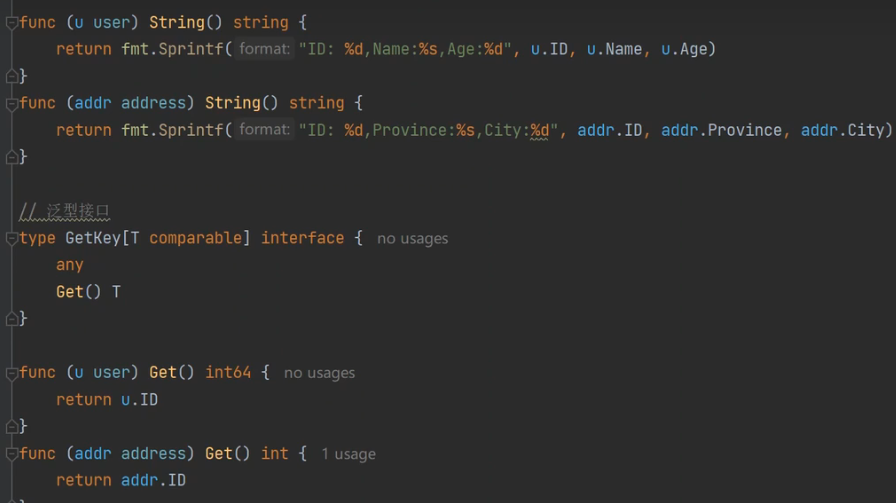 func (u user) String() string {
    return fmt.Sprintf( format: "ID: %d,Name:%s,Age:%d", u.ID, u.Name, u.Age)
}
func (addr address) String() string {
    return fmt.Sprintf( format: "ID: %d,Province:%s,City:%d", addr.ID, addr.Province, addr.City)
}
// 泛型接口
type GetKey[T comparable] interface { no usages
    any
    Get() T
}
func (u user) Get() int64 { no usages
    return u.ID
}
func (addr address) Get() int { 1 usage
    return addr.ID